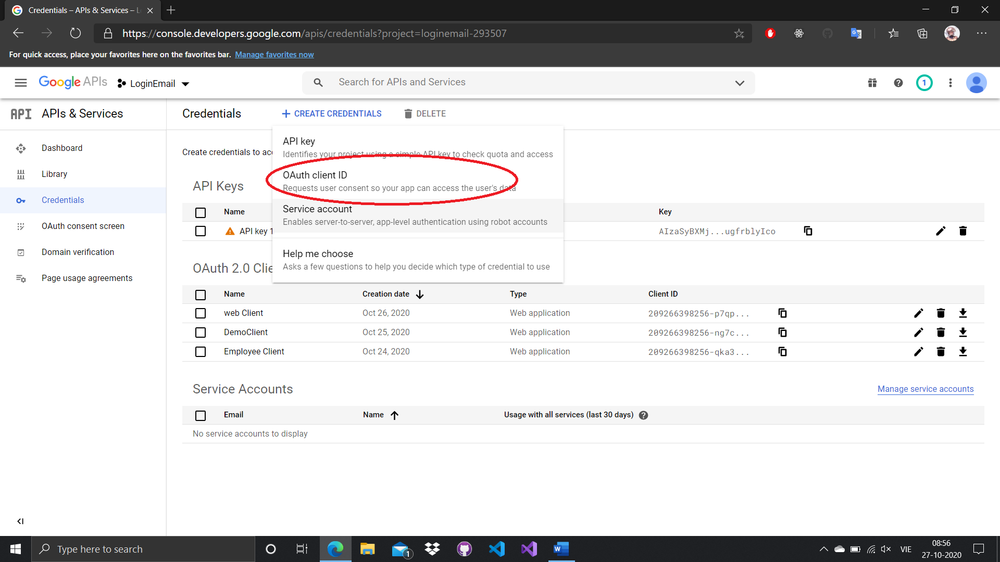 Credentials – APIs & Services – L
https://console.developers.google.com/apis/credentials?project=loginemail-293507
For quick access, place your favorites here on the favorites bar. Manage favorites now
Google APIs LoginEmail
Search for APIs and Services
1
API APIs & Services
Credentials
CREATE CREDENTIALS
DELETE
Dashboard
Library
Credentials
OAuth consent screen
Domain verification
Page usage agreements
Create credentials to acc
API key
Identifies your project using a simple API key to check quota and access
OAuth client ID
Requests user consent so your app can access the user's data
Service account
Enables server-to-server, app-level authentication using robot accounts
Help me choose
Asks a few questions to help you decide which type of credential to use
API Keys
Name Key
API key 1 AIzaSyBXMj...ugfrblyIco
OAuth 2.0 Clie
Name Creation date Type Client ID
web Client Oct 26, 2020 Web application 209266398256-p7qp...
DemoClient Oct 25, 2020 Web application 209266398256-ng7c...
Employee Client Oct 24, 2020 Web application 209266398256-qka3...
Service Accounts Manage service accounts
Email Name Usage with all services (last 30 days)
No service accounts to display
Type here to search
1
VIE
08:56
27-10-2020